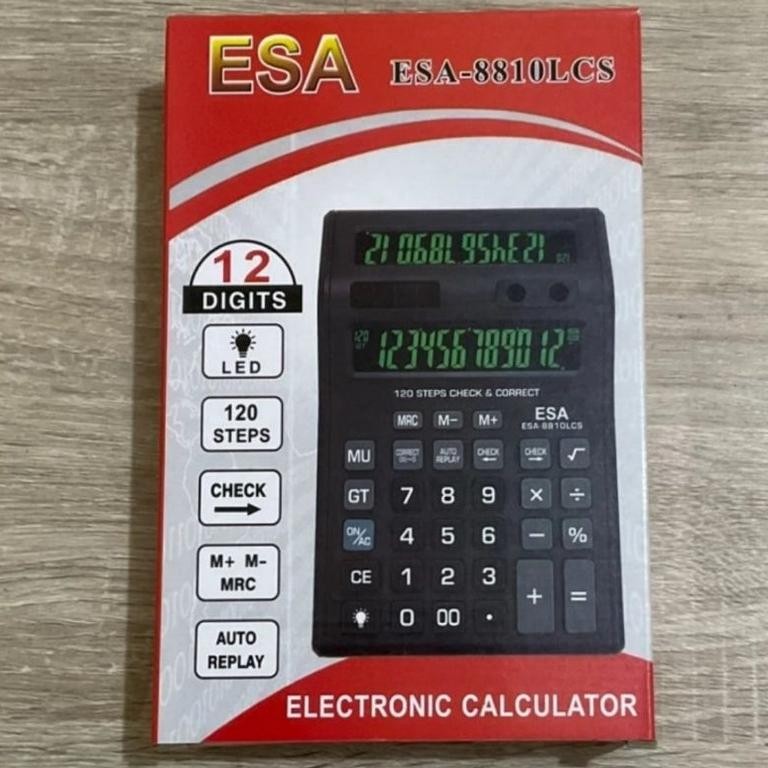 ESA ESA-8810LCS
12
DIGITS
LED
120
STEPS
CHECK
M+ M-
MRC
AUTO
REPLAY
123456789012
120 STEPS CHECK & CORRECT
ESA
ESA-8810LCS
MRC M- M+
MU CORRECT AUTO REPLAY CHECK CHECK √
GT 7 8 9 × ÷
ON/AC 4 5 6 − %
CE 1 2 3 + =
0 00 .
ELECTRONIC CALCULATOR